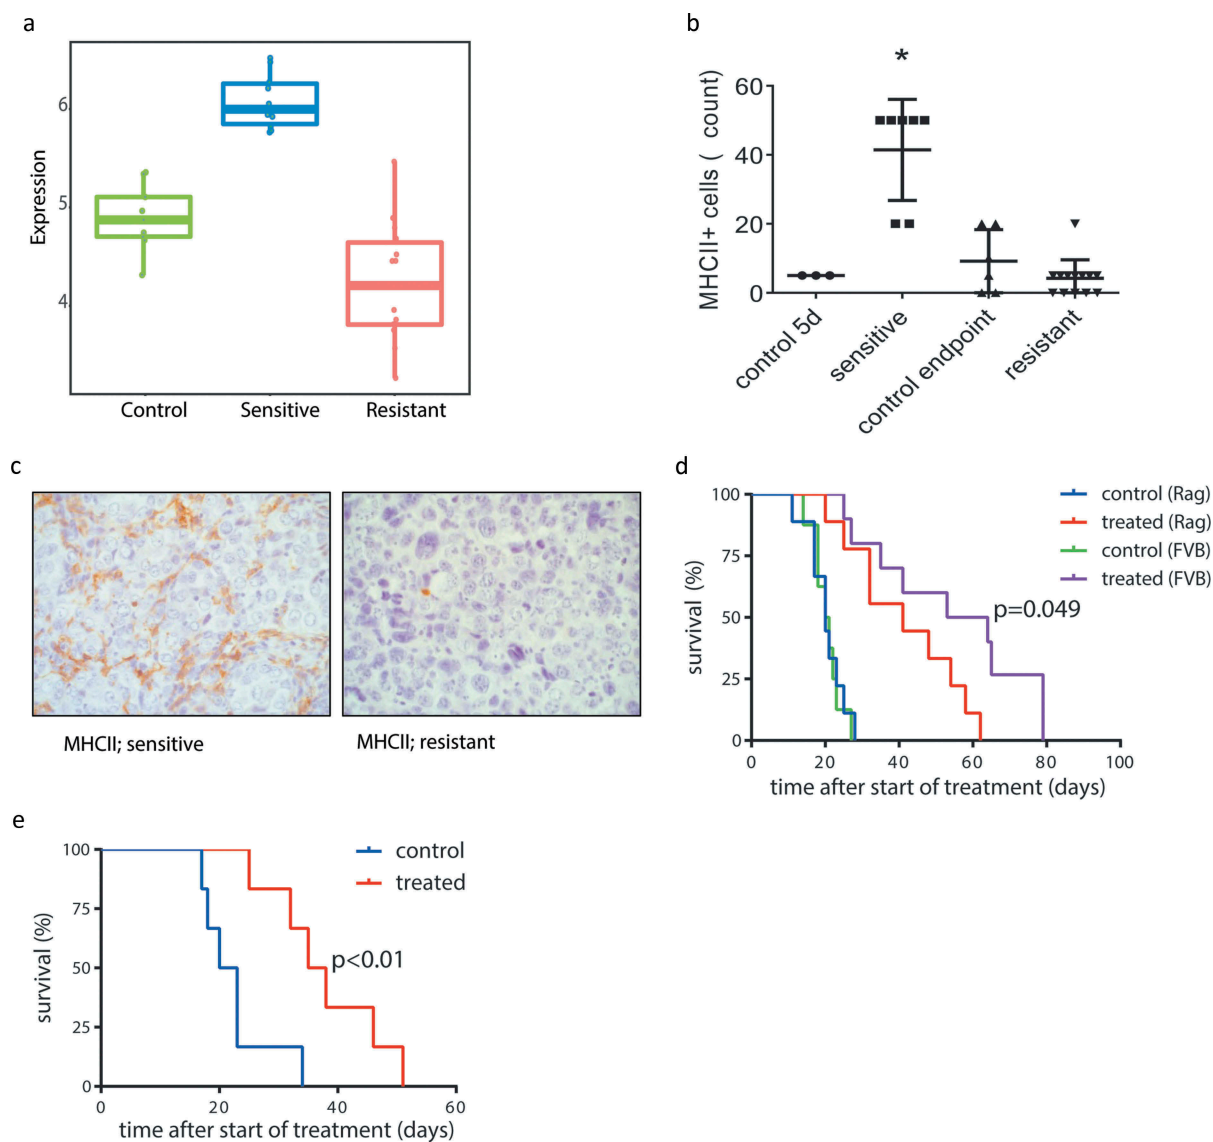 a
Expression
6
5
4
Control Sensitive Resistant
b
*
MHCII+ cells ( count)
60
40
20
0
control 5d
sensitive
control endpoint
resistant
c
MHCII; sensitive
MHCII; resistant
d
survival (%)
100
75
50
25
0
control (Rag)
treated (Rag)
control (FVB)
treated (FVB)
p=0.049
0 20 40 60 80 100
time after start of treatment (days)
e
survival (%)
100
75
50
25
0
control
treated
p<0.01
0 20 40 60
time after start of treatment (days)